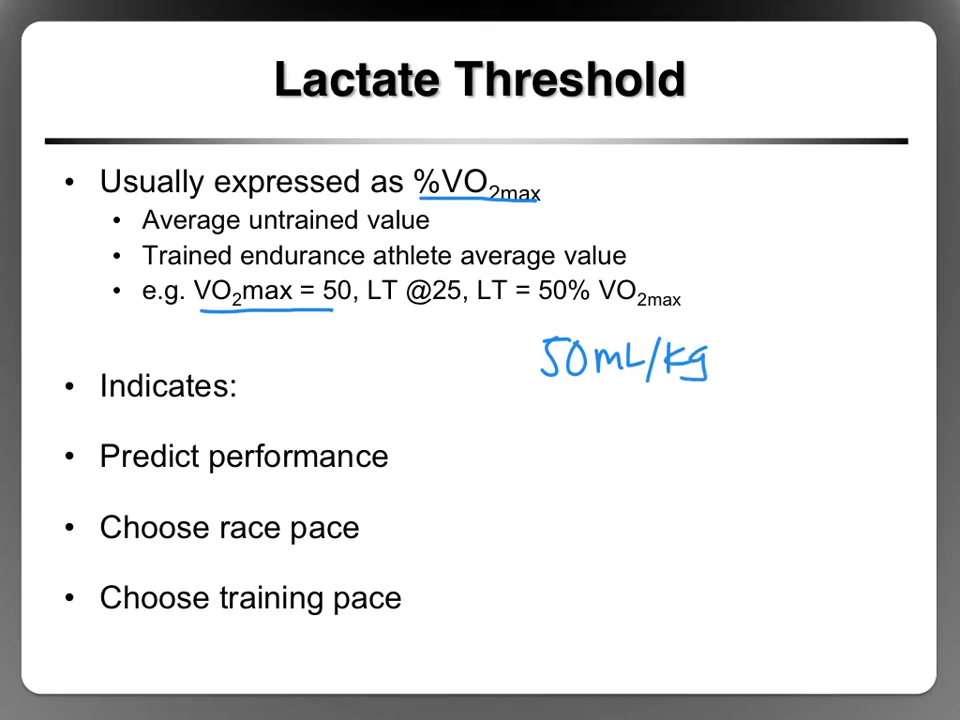 Lactate Threshold
• Usually expressed as %VO₂max
• Average untrained value
• Trained endurance athlete average value
• e.g. VO₂max = 50, LT @25, LT = 50% VO₂max
50mL/kg
• Indicates:
• Predict performance
• Choose race pace
• Choose training pace